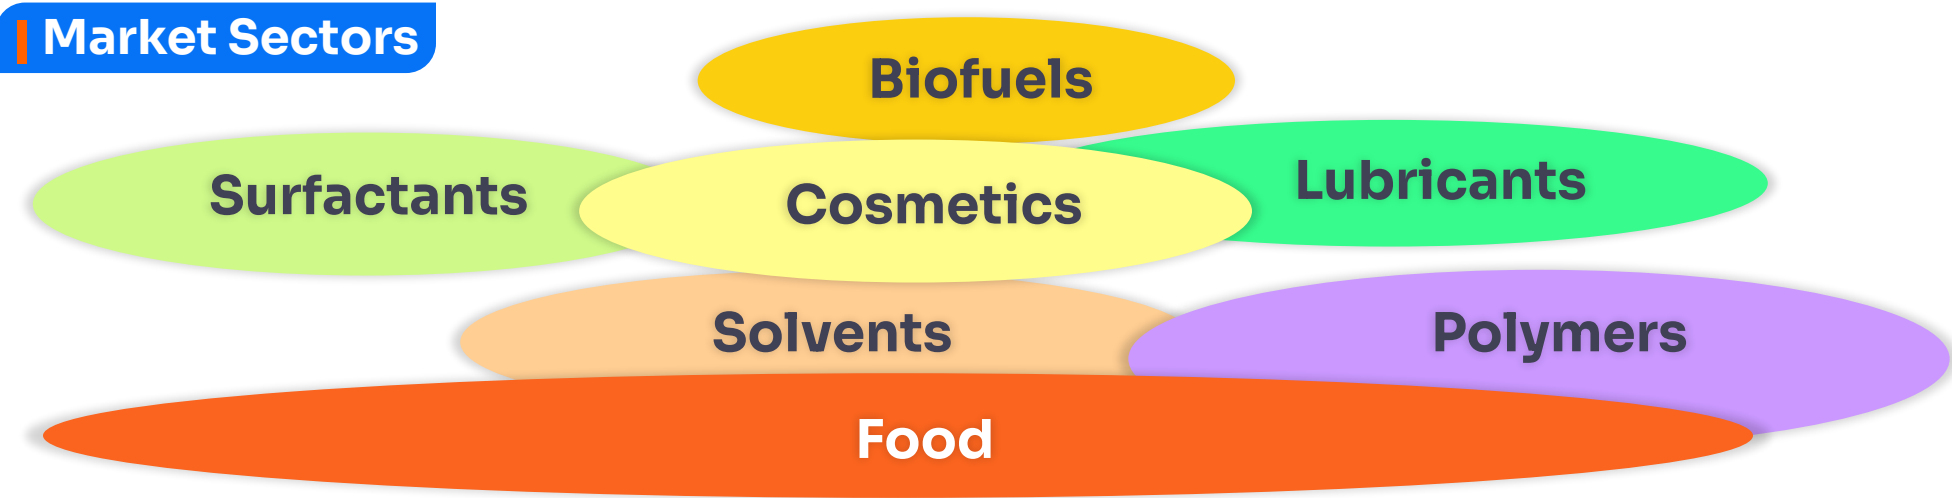 Market Sectors
Biofuels
Surfactants
Cosmetics
Lubricants
Solvents
Polymers
Food